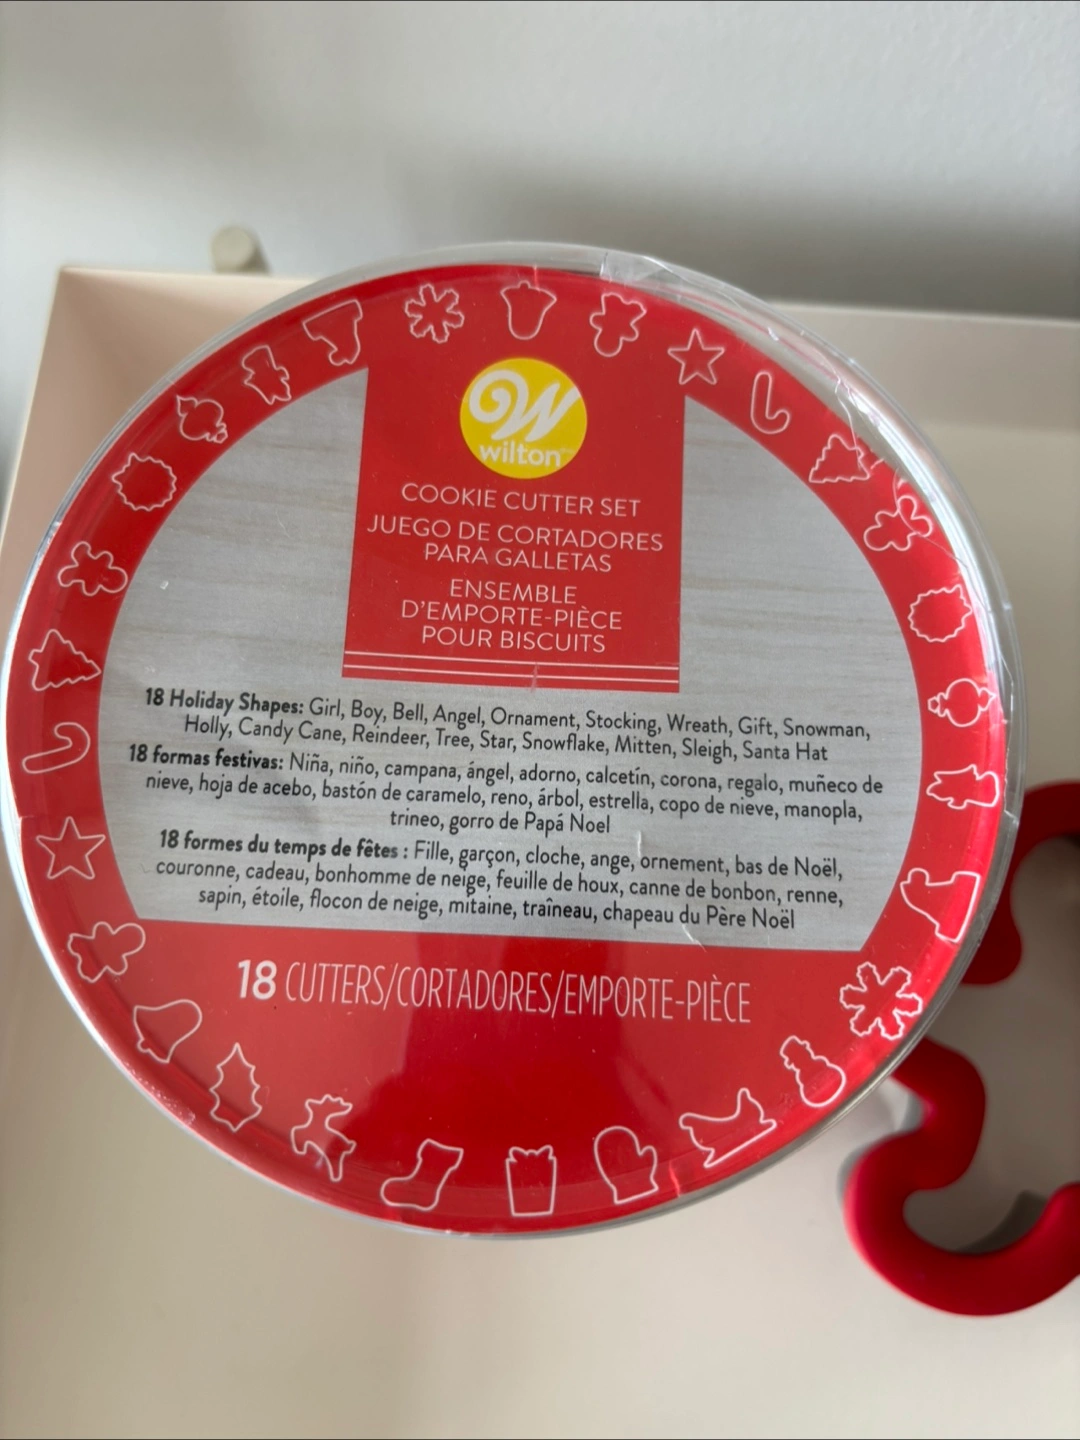 W
wilton
COOKIE CUTTER SET
JUEGO DE CORTADORES
PARA GALLETAS
ENSEMBLE
D'EMPORTE-PIÈCE
POUR BISCUITS
18 Holiday Shapes: Girl, Boy, Bell, Angel, Ornament, Stocking, Wreath, Gift, Snowman,
Holly, Candy Cane, Reindeer, Tree, Star, Snowflake, Mitten, Sleigh, Santa Hat
18 formas festivas: Niña, niño, campana, ángel, adorno, calcetín, corona, regalo, muñeco de
nieve, hoja de acebo, bastón de caramelo, reno, árbol, estrella, copo de nieve, manopla,
trineo, gorro de Papá Noel
18 formes du temps de fêtes : Fille, garçon, cloche, ange, ornement, bas de Noël,
couronne, cadeau, bonhomme de neige, feuille de houx, canne de bonbon, renne,
sapin, étoile, flocon de neige, mitaine, traîneau, chapeau du Père Noël
18 CUTTERS/CORTADORES/EMPORTE-PIÈCE